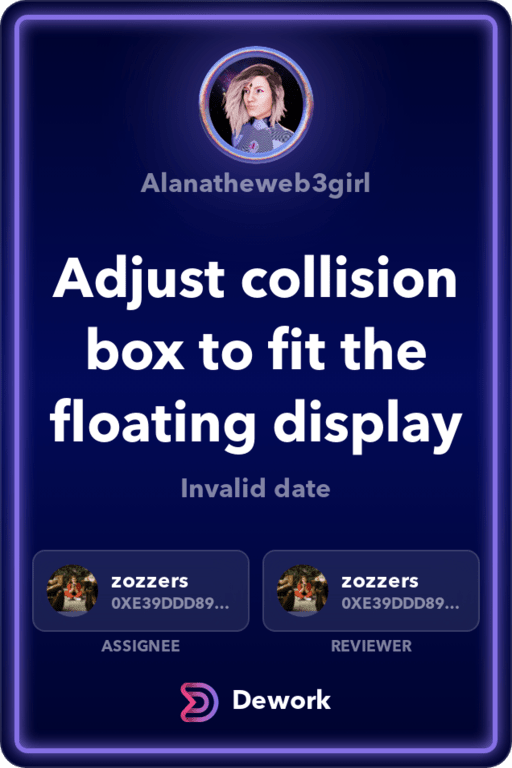 Alanatheweb3girl
Adjust collision
box to fit the
floating display
Invalid date
zozzers
0XE39DDD89...
zozzers
0XE39DDD89...
ASSIGNEE
REVIEWER
Dework